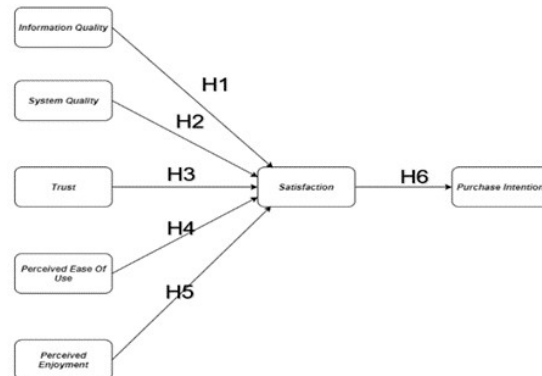 Information Quality
H1
System Quality
H2
Trust
H3
Satisfaction
H6
Purchase Intention
H4
Perceived Ease Of
Use
H5
Perceived
Enjoyment